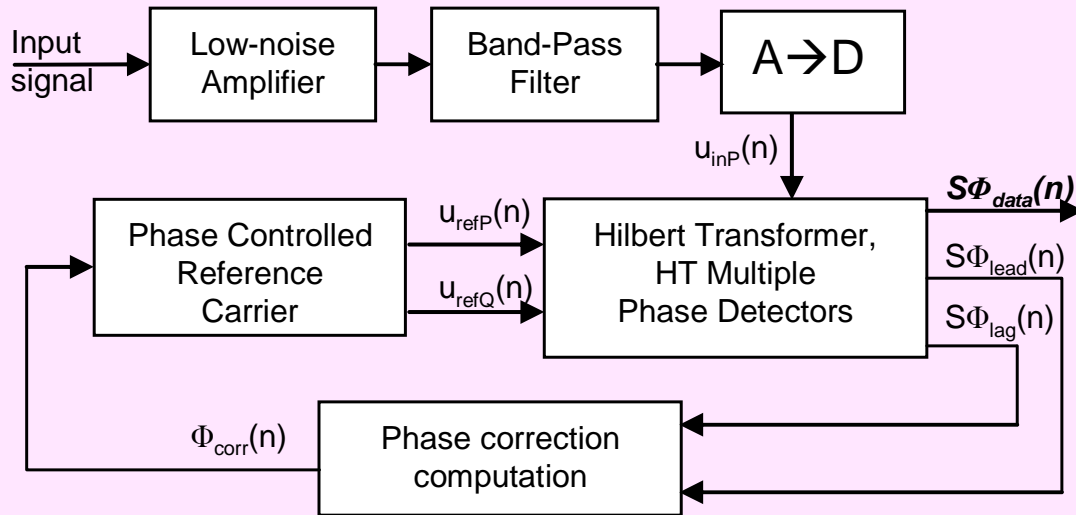 Input
signal
Low-noise
Amplifier
Band-Pass
Filter
A→D
u_inP(n)
Phase Controlled
Reference
Carrier
u_refP(n)
u_refQ(n)
Hilbert Transformer,
HT Multiple
Phase Detectors
SΦ_data(n)
SΦ_lead(n)
SΦ_lag(n)
Φ_corr(n)
Phase correction
computation